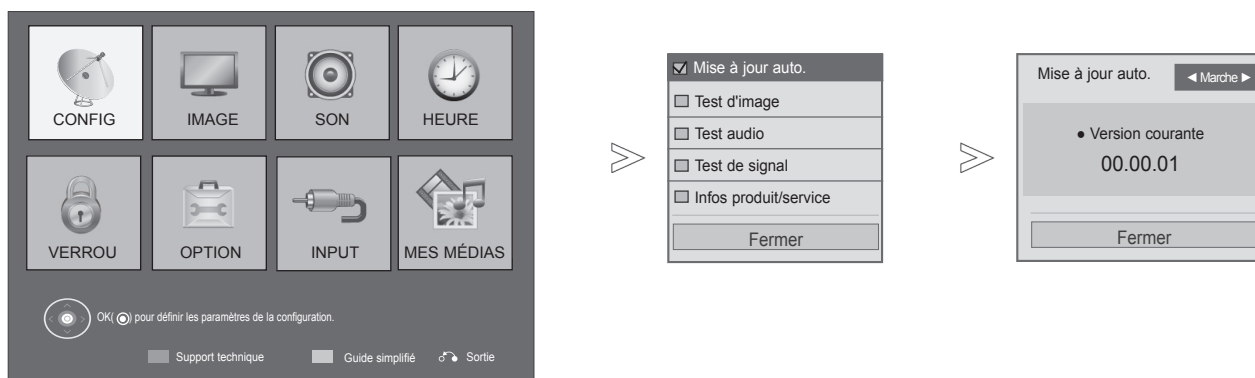 CONFIG IMAGE SON HEURE
VERROU OPTION INPUT MES MÉDIAS
OK( ) pour définir les paramètres de la configuration.
Support technique Guide simplifié Sortie
Mise à jour auto.
Test d'image
Test audio
Test de signal
Infos produit/service
Fermer
Mise à jour auto. ◄ Marche ►
● Version courante
00.00.01
Fermer